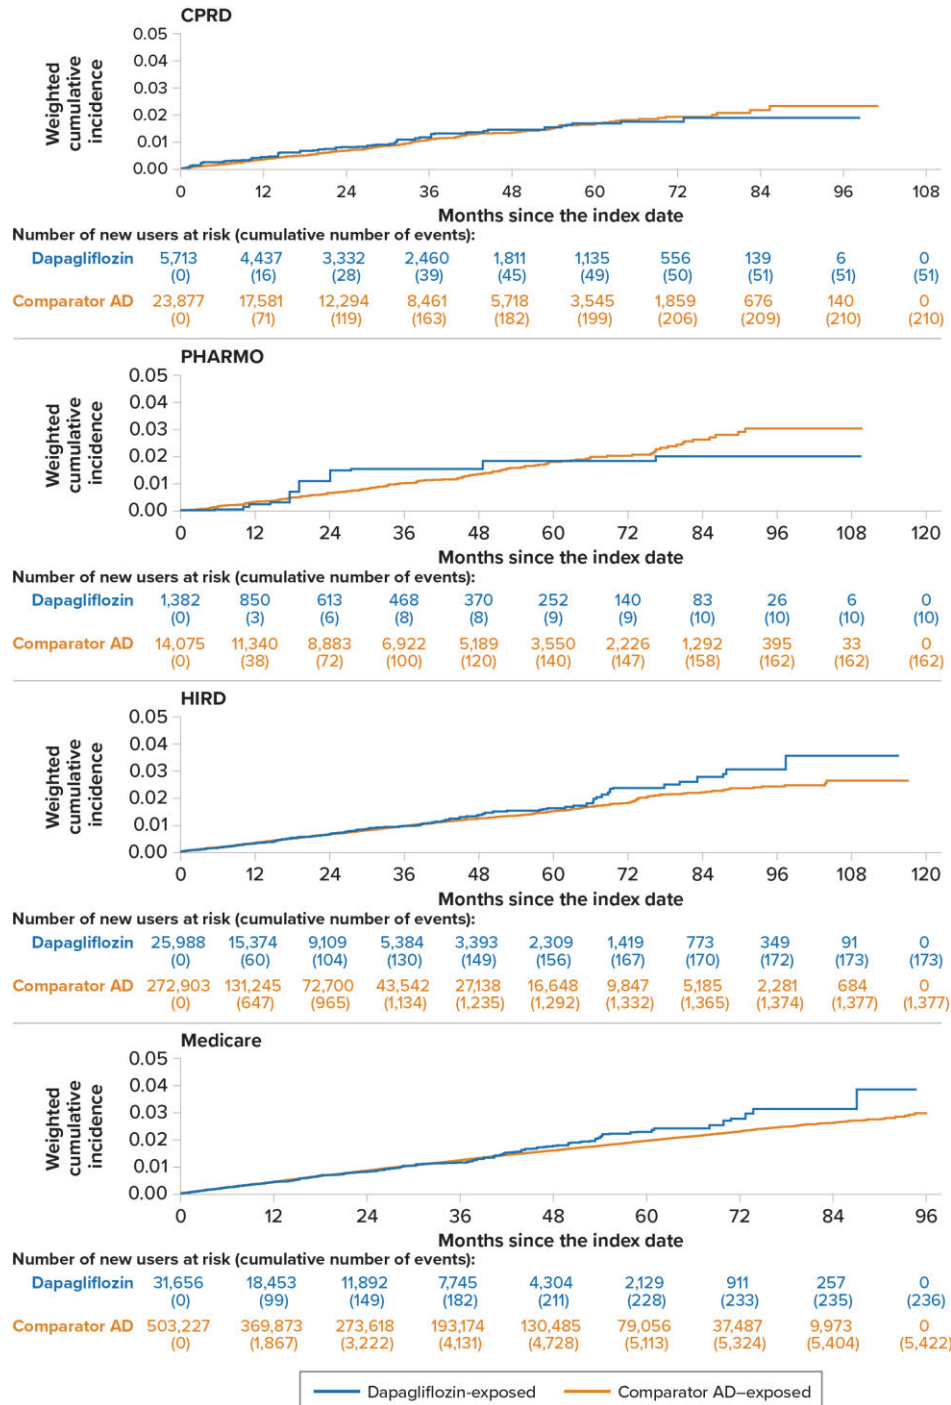 CPRD
Weighted
cumulative
incidence
0.05
0.04
0.03
0.02
0.01
0.00
0 12 24 36 48 60 72 84 96 108
Months since the index date
Number of new users at risk (cumulative number of events):
Dapagliflozin 5,713 4,437 3,332 2,460 1,811 1,135 556 139 6 0
(0) (16) (28) (39) (45) (49) (50) (51) (51) (51)
Comparator AD 23,877 17,581 12,294 8,461 5,718 3,545 1,859 676 140 0
(0) (71) (119) (163) (182) (199) (206) (209) (210) (210)
PHARMO
Weighted
cumulative
incidence
0.05
0.04
0.03
0.02
0.01
0.00
0 12 24 36 48 60 72 84 96 108 120
Months since the index date
Number of new users at risk (cumulative number of events):
Dapagliflozin 1,382 850 613 468 370 252 140 83 26 6 0
(0) (3) (6) (8) (8) (9) (9) (10) (10) (10) (10)
Comparator AD 14,075 11,340 8,883 6,922 5,189 3,550 2,226 1,292 395 33 0
(0) (38) (72) (100) (120) (140) (147) (158) (162) (162) (162)
HIRD
Weighted
cumulative
incidence
0.05
0.04
0.03
0.02
0.01
0.00
0 12 24 36 48 60 72 84 96 108 120
Months since the index date
Number of new users at risk (cumulative number of events):
Dapagliflozin 25,988 15,374 9,109 5,384 3,393 2,309 1,419 773 349 91 0
(0) (60) (104) (130) (149) (156) (167) (170) (172) (173) (173)
Comparator AD 272,903 131,245 72,700 43,542 27,138 16,648 9,847 5,185 2,281 684 0
(0) (647) (965) (1,134) (1,235) (1,292) (1,332) (1,365) (1,374) (1,377) (1,377)
Medicare
Weighted
cumulative
incidence
0.05
0.04
0.03
0.02
0.01
0.00
0 12 24 36 48 60 72 84 96
Months since the index date
Number of new users at risk (cumulative number of events):
Dapagliflozin 31,656 18,453 11,892 7,745 4,304 2,129 911 257 0
(0) (99) (149) (182) (211) (228) (233) (235) (236)
Comparator AD 503,227 369,873 273,618 193,174 130,485 79,056 37,487 9,973 0
(0) (1,867) (3,222) (4,131) (4,728) (5,113) (5,324) (5,404) (5,422)
Dapagliflozin-exposed Comparator AD–exposed